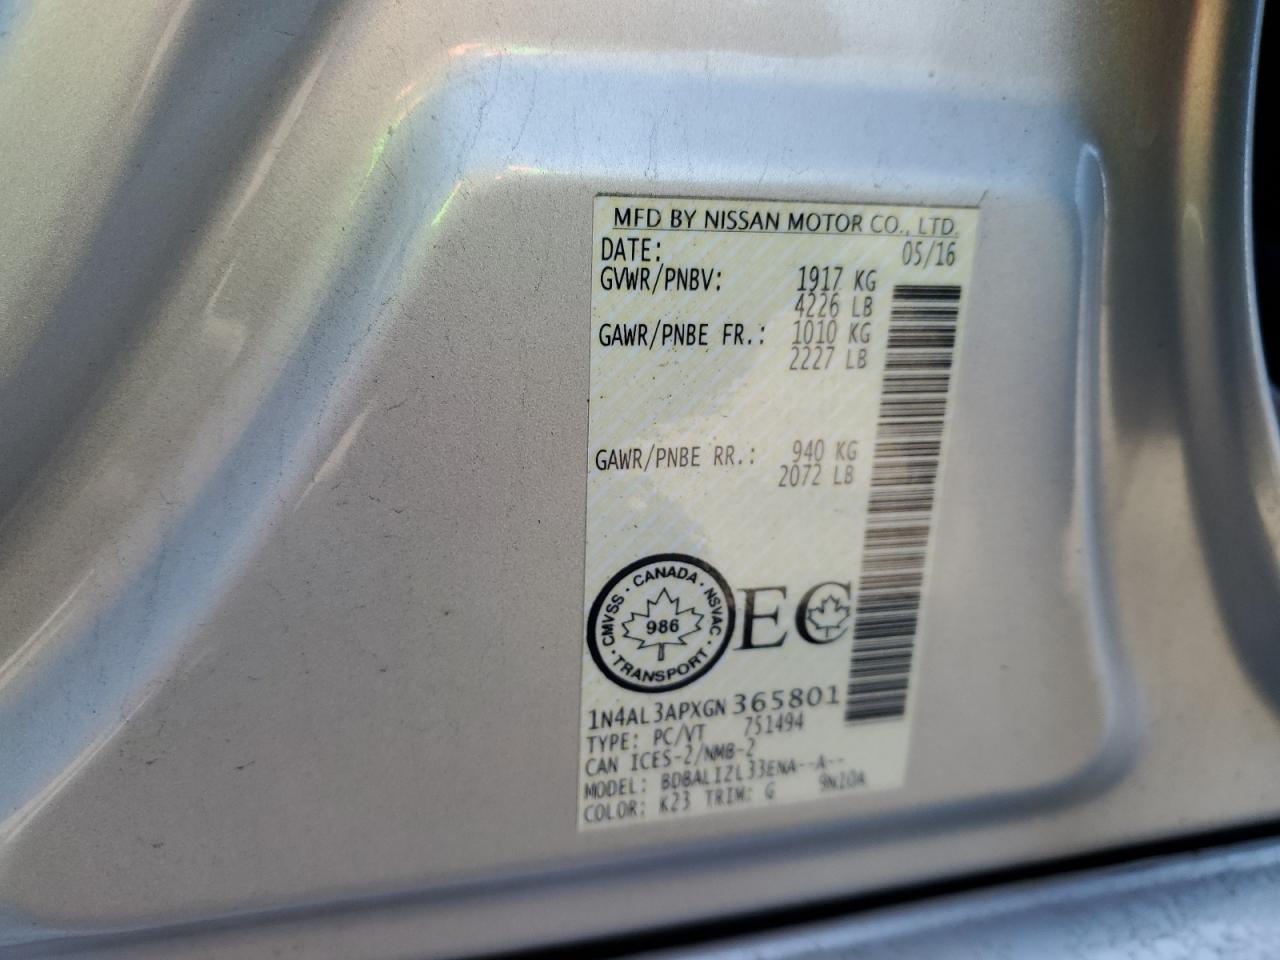 MFD BY NISSAN MOTOR CO., LTD.
DATE: 05/16
GVWR/PNBV: 1917 KG
4226 LB
GAWR/PNBE FR.: 1010 KG
2227 LB
GAWR/PNBE RR.: 940 KG
2072 LB
CMVSS · CANADA · NSVAC · TRANSPORT ·
986
EC
1N4AL3APXGN365801
TYPE: PC/VT 751494
CAN ICES-2/NMB-2
MODEL: BDBALIZL33ENA--A--
COLOR: K23 TRIM: G 9N10A